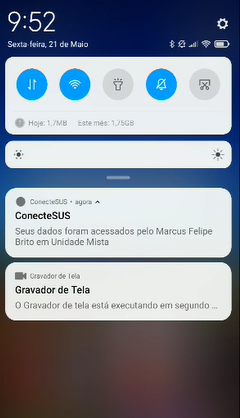 9:52
Sexta-feira, 21 de Maio
Hoje: 1,7MB Este mês: 1,75GB
ConecteSUS • agora
ConecteSUS
Seus dados foram acessados pelo Marcus Felipe
Brito em Unidade Mista
Gravador de Tela
Gravador de Tela
O Gravador de tela está executando em segundo ...